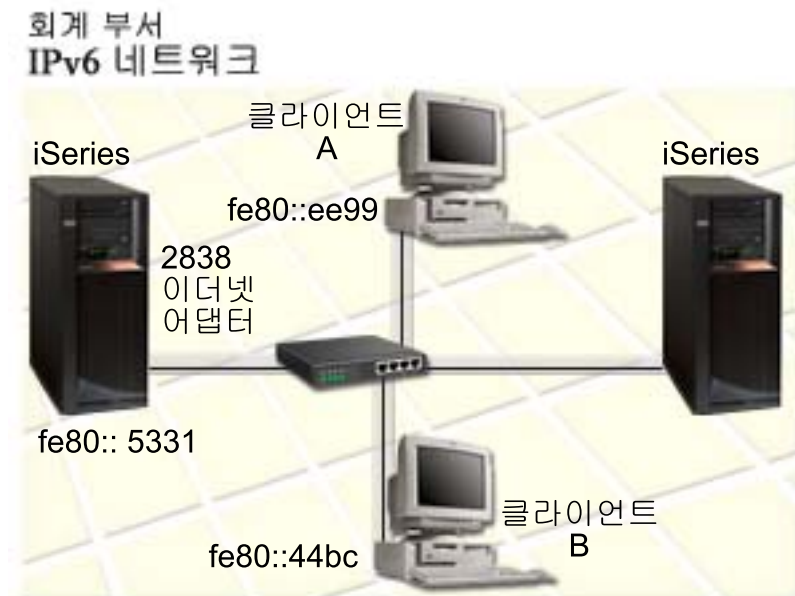 회계 부서
IPv6 네트워크
클라이언트
A
iSeries
iSeries
fe80::ee99
2838
이더넷
어댑터
fe80:: 5331
클라이언트
B
fe80::44bc